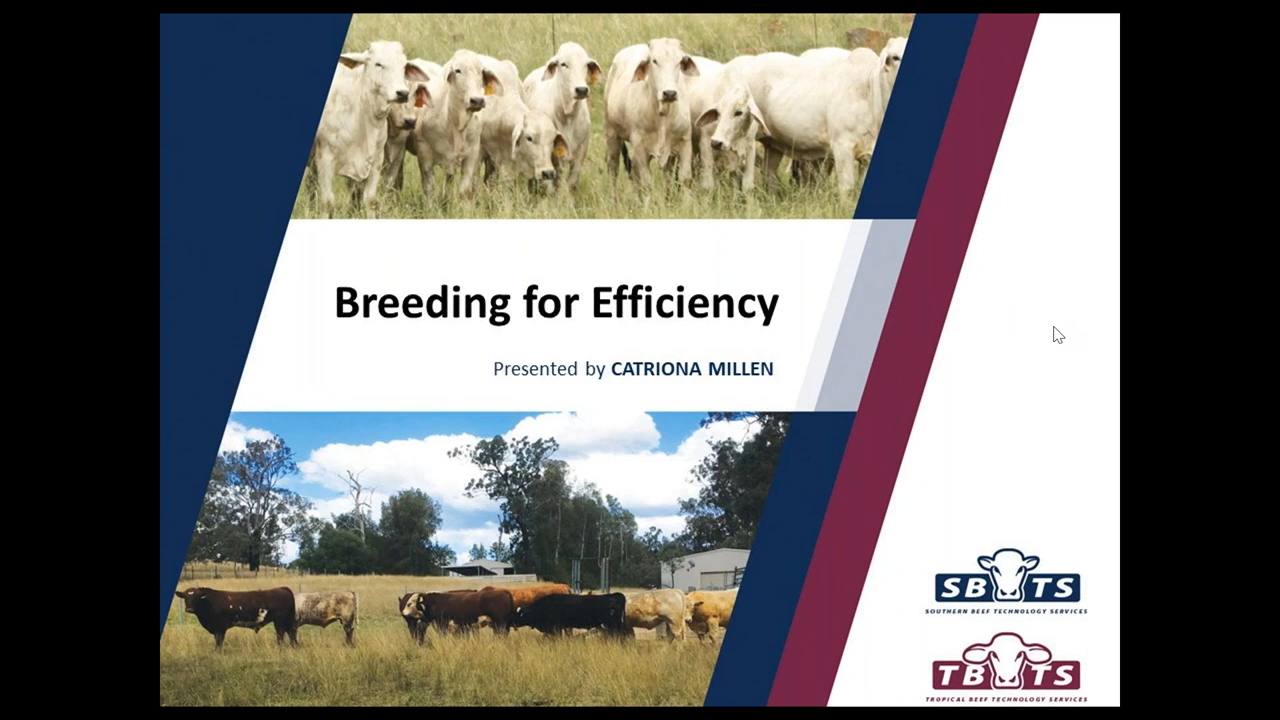 Breeding for Efficiency
Presented by CATRIONA MILLEN
SBTS
SOUTHERN BEEF TECHNOLOGY SERVICES
TBTS
TROPICAL BEEF TECHNOLOGY SERVICES